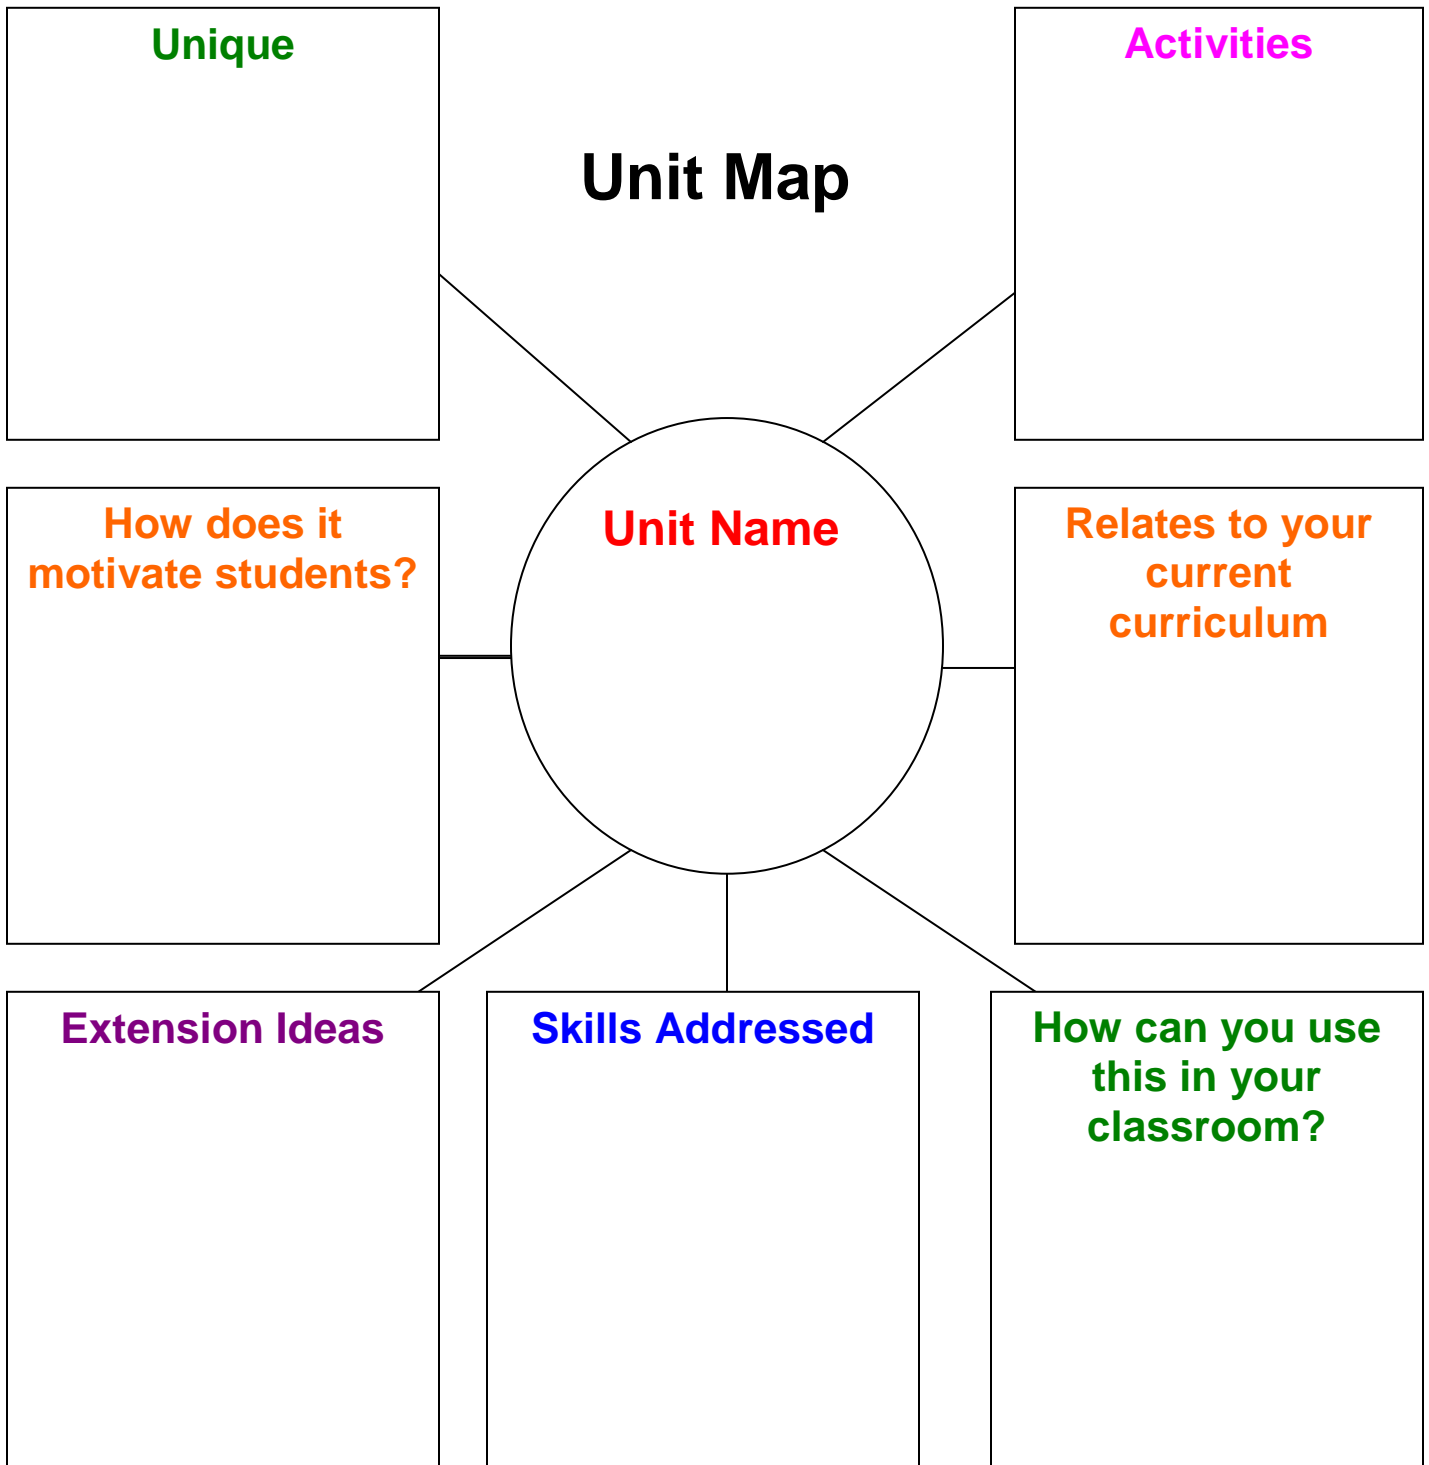 Unique
Activities
Unit Map
How does it
motivate students?
Unit Name
Relates to your
current
curriculum
Extension Ideas
Skills Addressed
How can you use
this in your
classroom?